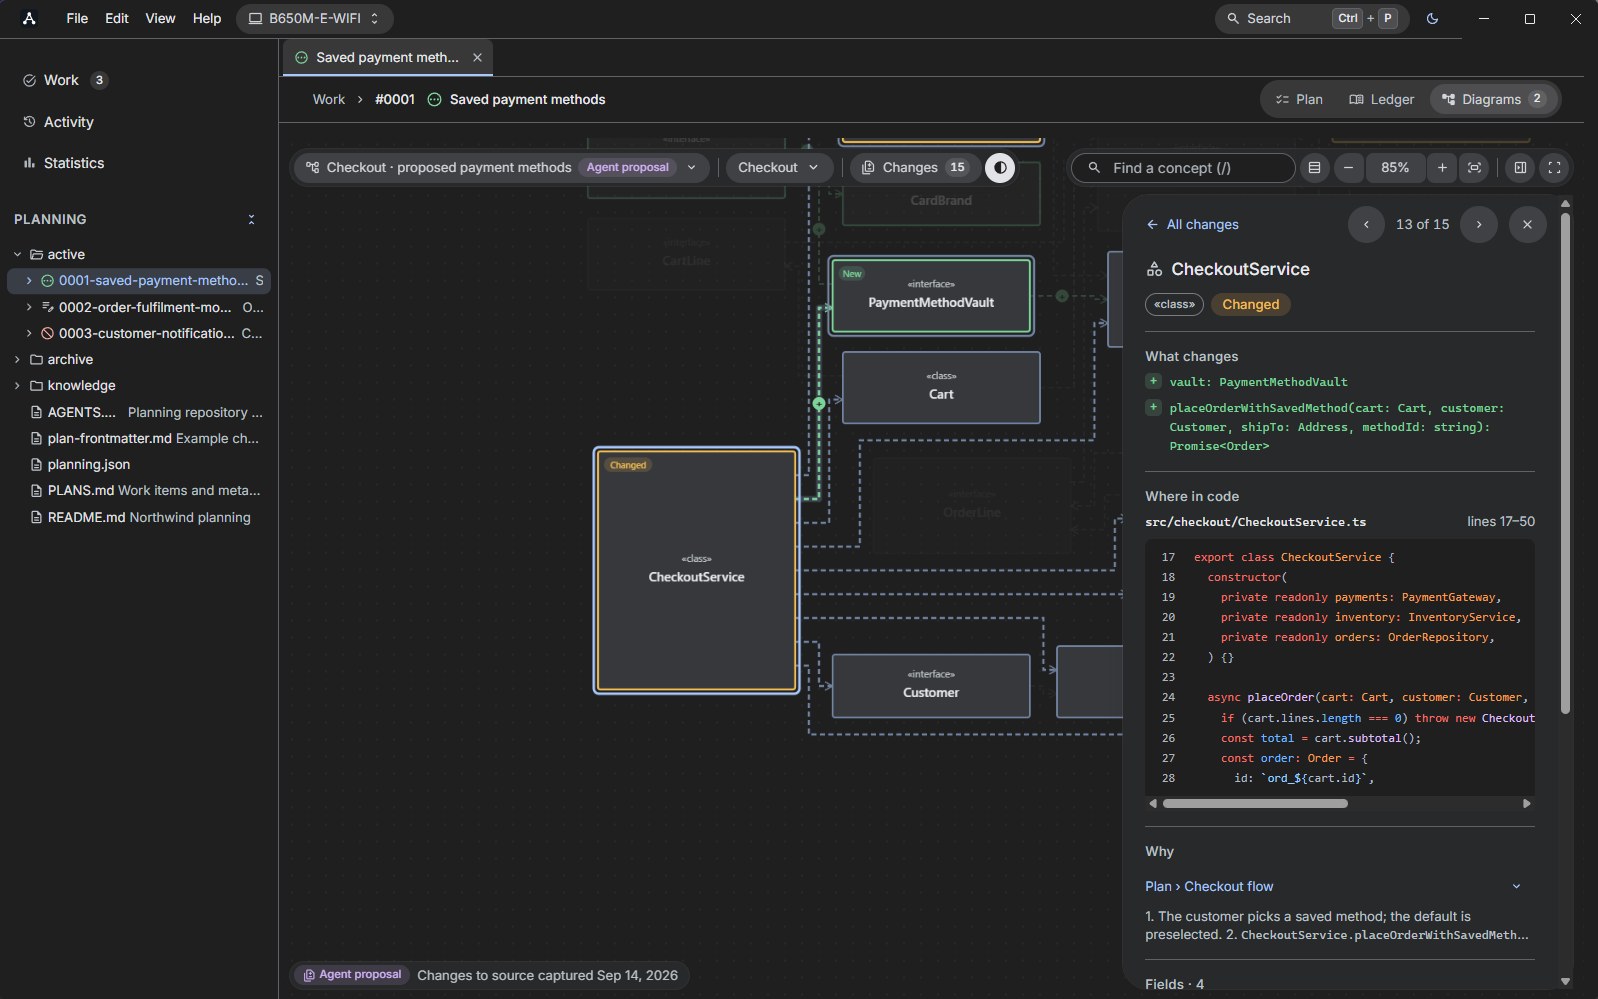 File Edit View Help B650M-E-WIFI Search Ctrl + P
Work 3
Activity
Statistics
PLANNING
active
0001-saved-payment-metho... S
0002-order-fulfilment-mo... O...
0003-customer-notificatio... C...
archive
knowledge
AGENTS.... Planning repository ...
plan-frontmatter.md Example ch...
planning.json
PLANS.md Work items and meta...
README.md Northwind planning
Saved payment meth...
Work > #0001 Saved payment methods
Plan Ledger Diagrams 2
Checkout · proposed payment methods Agent proposal Checkout Changes 15
Find a concept (/) 85%
CardBrand
CartLine
New
«interface»
PaymentMethodVault
«class»
Cart
OrderLine
Changed
«class»
CheckoutService
«interface»
Customer
Agent proposal Changes to source captured Sep 14, 2026
All changes 13 of 15
CheckoutService
«class» Changed
What changes
+ vault: PaymentMethodVault
+ placeOrderWithSavedMethod(cart: Cart, customer:
Customer, shipTo: Address, methodId: string):
Promise<Order>
Where in code
src/checkout/CheckoutService.ts lines 17–50
17 export class CheckoutService {
18 constructor(
19 private readonly payments: PaymentGateway,
20 private readonly inventory: InventoryService,
21 private readonly orders: OrderRepository,
22 ) {}
23
24 async placeOrder(cart: Cart, customer: Customer,
25 if (cart.lines.length === 0) throw new Checkout
26 const total = cart.subtotal();
27 const order: Order = {
28 id: `ord_${cart.id}`,
Why
Plan › Checkout flow
1. The customer picks a saved method; the default is
preselected. 2. CheckoutService.placeOrderWithSavedMeth...
Fields · 4